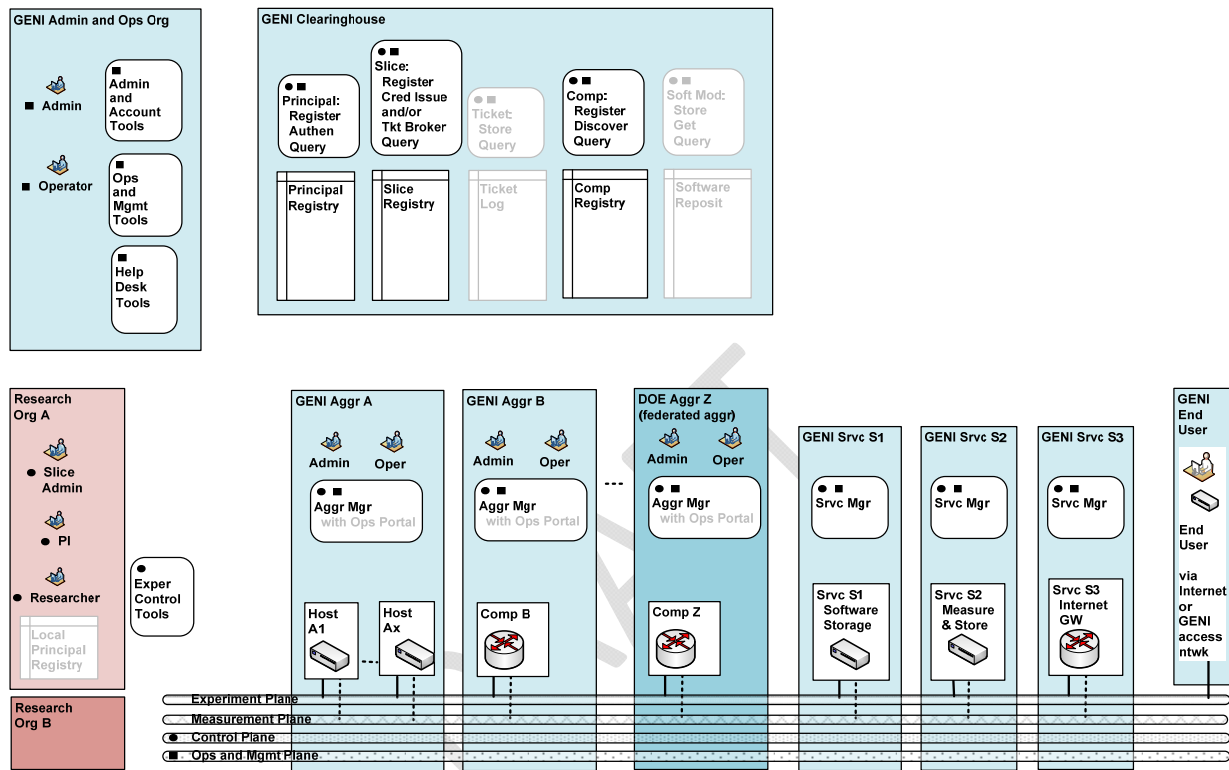 GENI Admin and Ops Org
Admin
Operator
Admin
and
Account
Tools
Ops
and
Mgmt
Tools
Help
Desk
Tools
GENI Clearinghouse
Principal:
Register
Authen
Query
Slice:
Register
Cred Issue
and/or
Tkt Broker
Query
Ticket:
Store
Query
Comp:
Register
Discover
Query
Soft Mod:
Store
Get
Query
Principal
Registry
Slice
Registry
Ticket
Log
Comp
Registry
Software
Reposit
Research
Org A
Slice
Admin
PI
Researcher
Local
Principal
Registry
Exper
Control
Tools
Research
Org B
GENI Aggr A
Admin
Oper
Aggr Mgr
with Ops Portal
Host
A1
Host
Ax
GENI Aggr B
Admin
Oper
Aggr Mgr
with Ops Portal
Comp B
DOE Aggr Z
(federated aggr)
Admin
Oper
Aggr Mgr
with Ops Portal
Comp Z
GENI Srvc S1
Srvc Mgr
Srvc S1
Software
Storage
GENI Srvc S2
Srvc Mgr
Srvc S2
Measure
& Store
GENI Srvc S3
Srvc Mgr
Srvc S3
Internet
GW
GENI
End
User
End
User
via
Internet
or
GENI
access
ntwk
Experiment Plane
Measurement Plane
Control Plane
Ops and Mgmt Plane